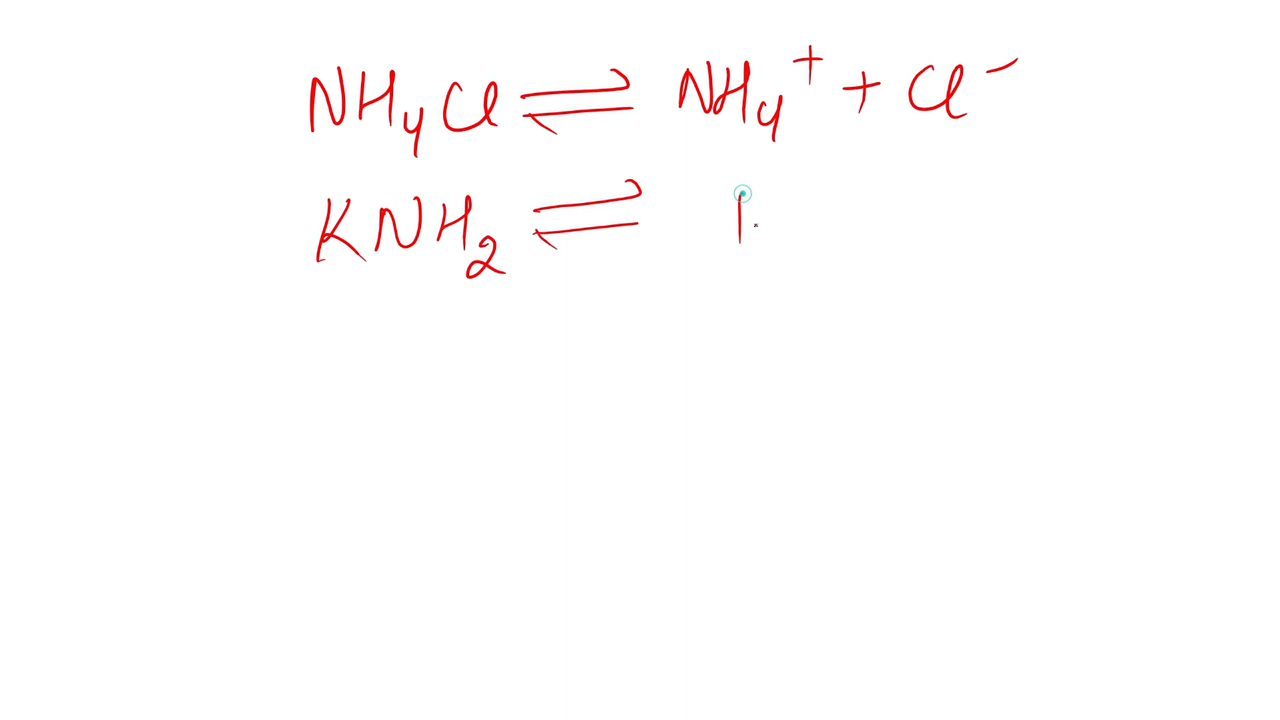 NH₄Cl ⇌ NH₄⁺ + Cl⁻
KNH₂ ⇌